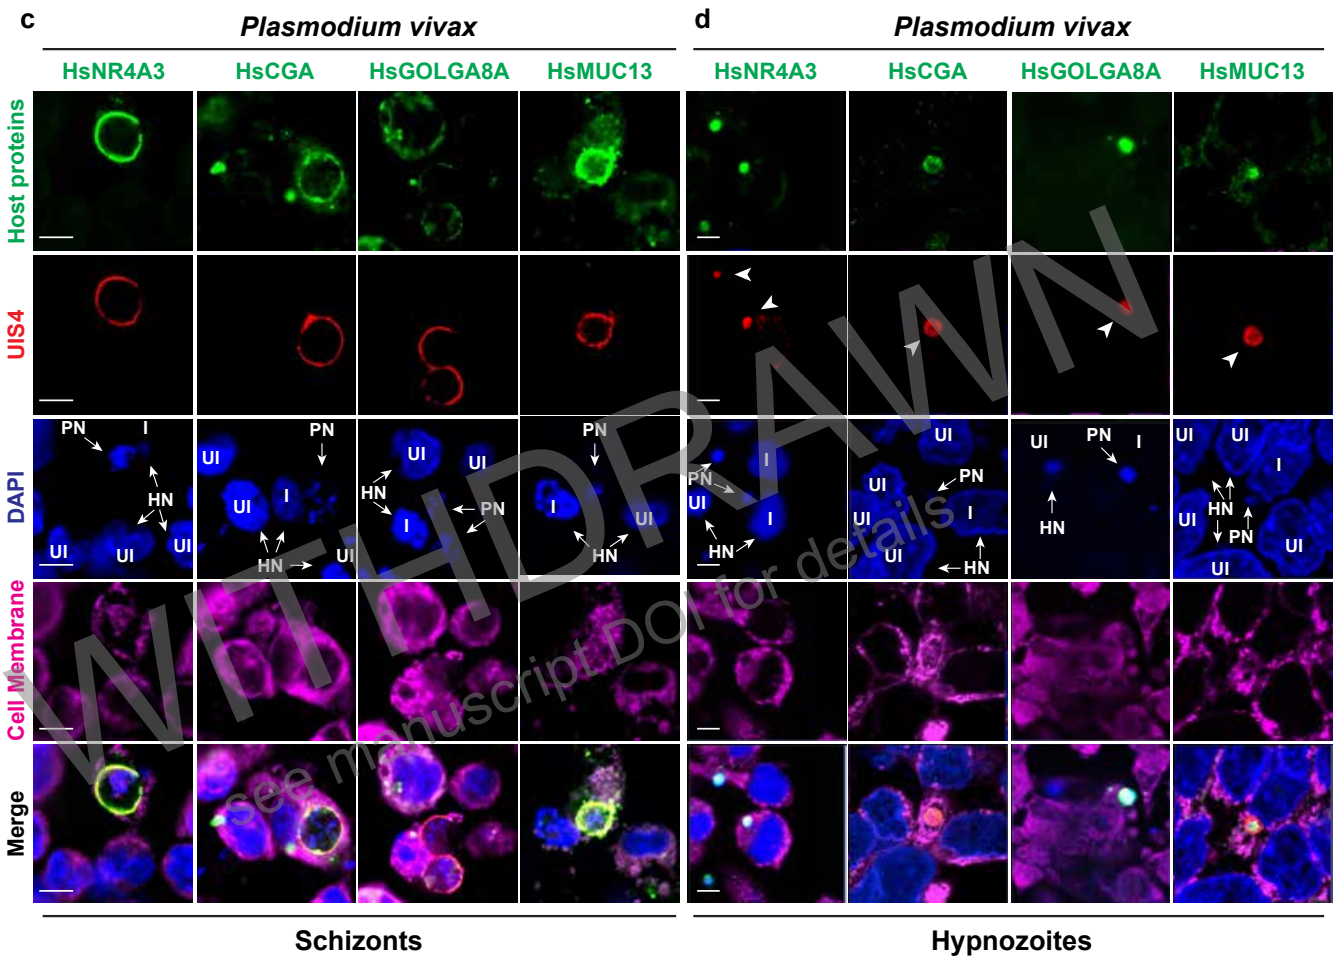 c
Plasmodium vivax
HsNR4A3 HsCGA HsGOLGA8A HsMUC13
d
Plasmodium vivax
HsNR4A3 HsCGA HsGOLGA8A HsMUC13
Host proteins
UIS4
DAPI
PN I HN UI UI UI
PN UI UI I HN UI
UI UI HN I PN
PN I HN UI
PN I UI I HN
UI UI PN I UI HN
UI PN I HN
UI UI I HN UI PN UI UI
Cell Membrane
Merge
Schizonts
Hypnozoites
WITHDRAWN
see manuscript DOI for details